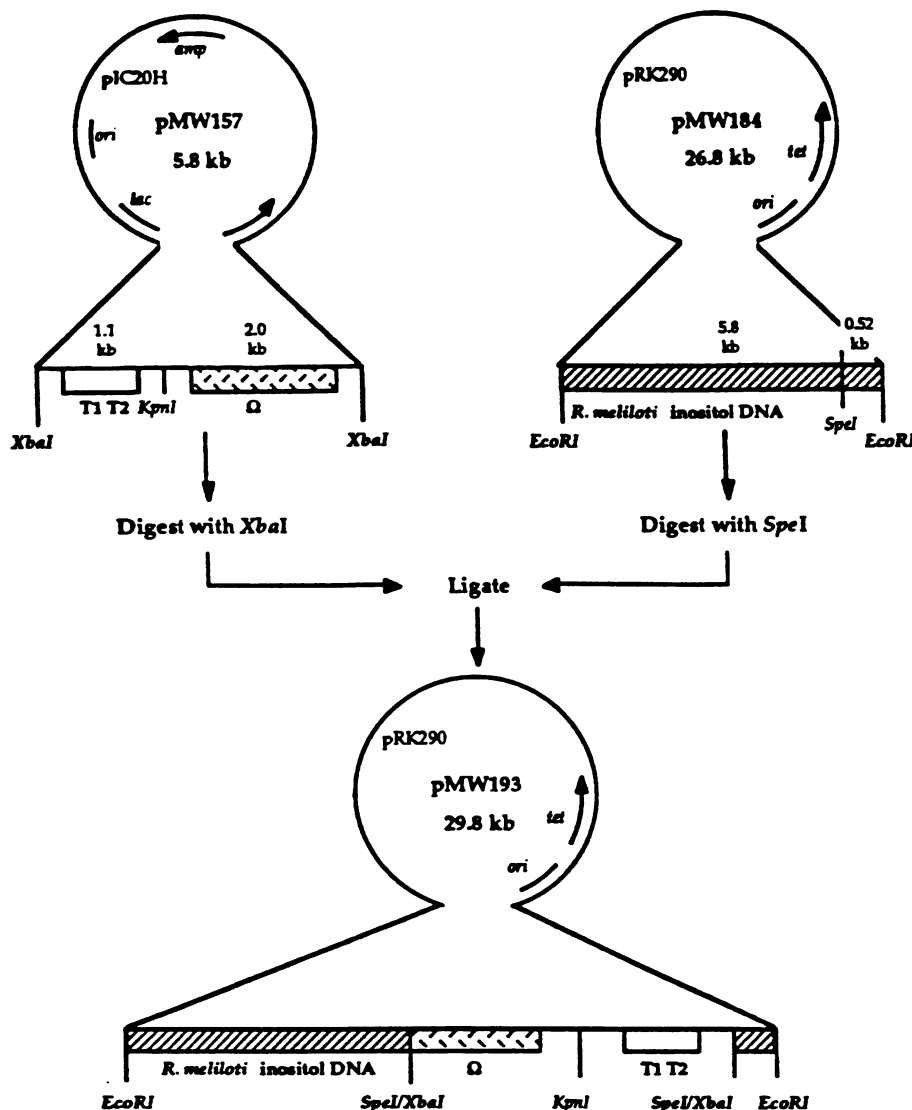 amp
pIC20H
pMW157
5.8 kb
ori
lac
pRK290
pMW184
26.8 kb
tet
ori
1.1
kb
2.0
kb
5.8
kb
0.52
kb
T1 T2
KpnI
Ω
XbaI
XbaI
R. meliloti inositol DNA
SpeI
EcoRI
EcoRI
Digest with XbaI
Digest with SpeI
Ligate
pRK290
pMW193
29.8 kb
tet
ori
R. meliloti inositol DNA
Ω
T1 T2
EcoRI
SpeI/XbaI
KpnI
SpeI/XbaI
EcoRI